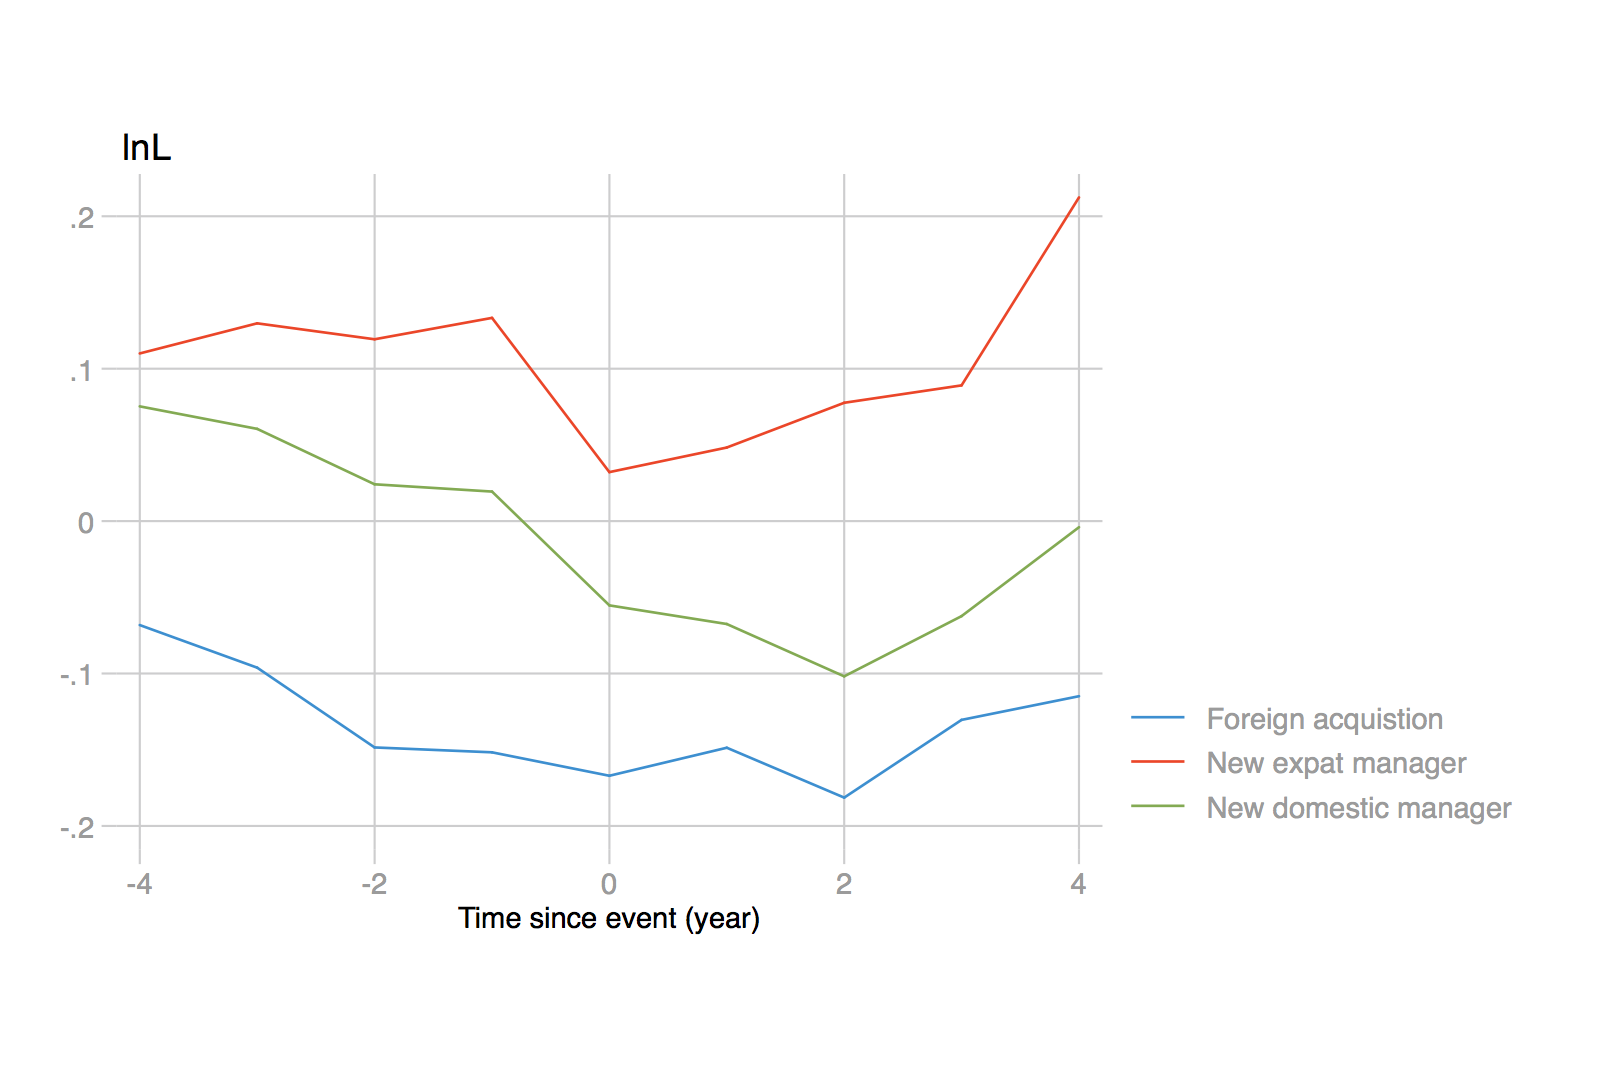 lnL
.2
.1
0
-.1
-.2
-4 -2 0 2 4
Time since event (year)
Foreign acquistion
New expat manager
New domestic manager